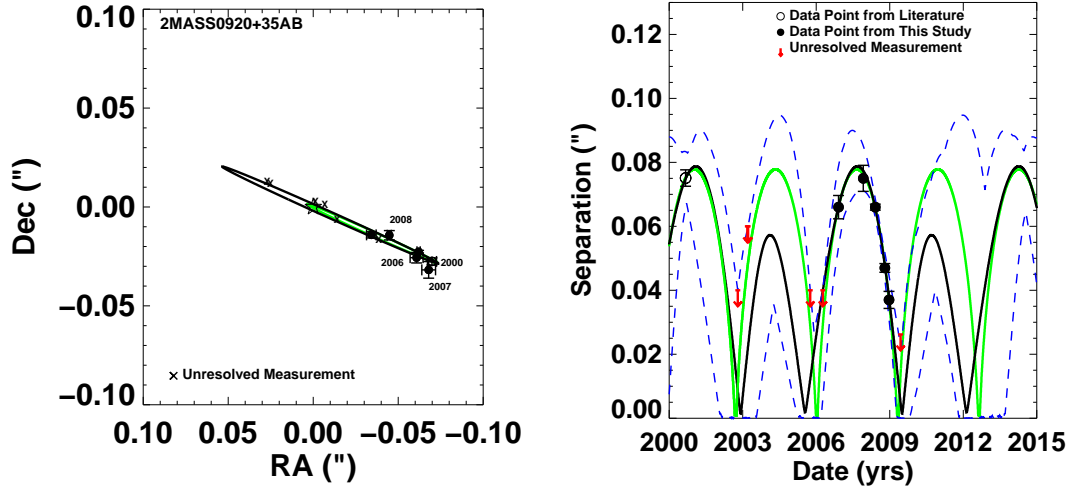 2MASS0920+35AB
0.10
0.05
0.00
−0.05
−0.10
Dec (")
2008
2006
2000
2007
× Unresolved Measurement
0.10 0.05 0.00 −0.05 −0.10
RA (")
Data Point from Literature
Data Point from This Study
Unresolved Measurement
0.12
0.10
0.08
0.06
0.04
0.02
0.00
Separation (")
2000 2003 2006 2009 2012 2015
Date (yrs)